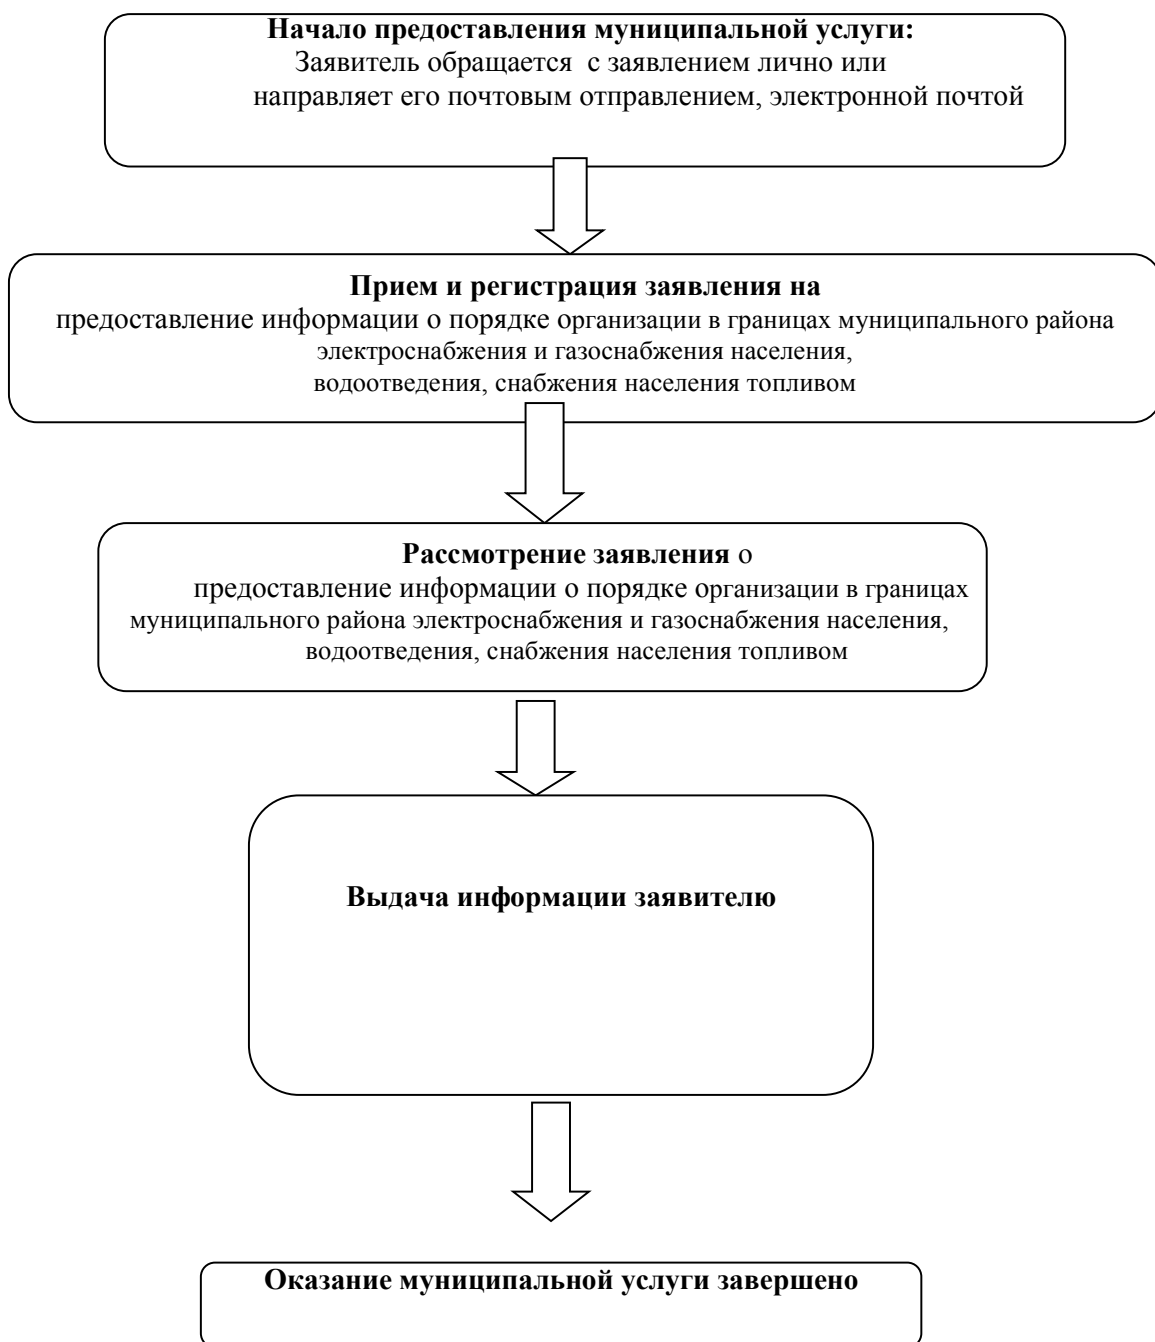 Начало предоставления муниципальной услуги:
Заявитель обращается с заявлением лично или
направляет его почтовым отправлением, электронной почтой
Прием и регистрация заявления на
предоставление информации о порядке организации в границах муниципального района
электроснабжения и газоснабжения населения,
водоотведения, снабжения населения топливом
Рассмотрение заявления о
предоставление информации о порядке организации в границах
муниципального района электроснабжения и газоснабжения населения,
водоотведения, снабжения населения топливом
Выдача информации заявителю
Оказание муниципальной услуги завершено